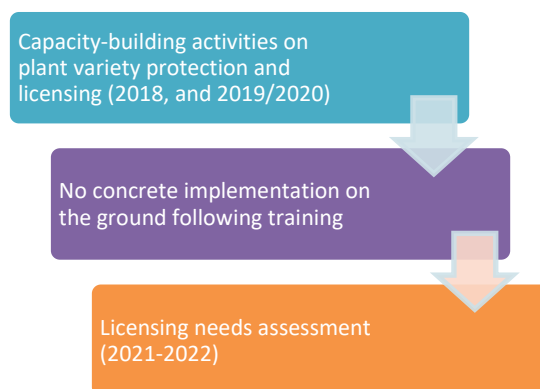 Capacity-building activities on
plant variety protection and
licensing (2018, and 2019/2020)
No concrete implementation on
the ground following training
Licensing needs assessment
(2021-2022)